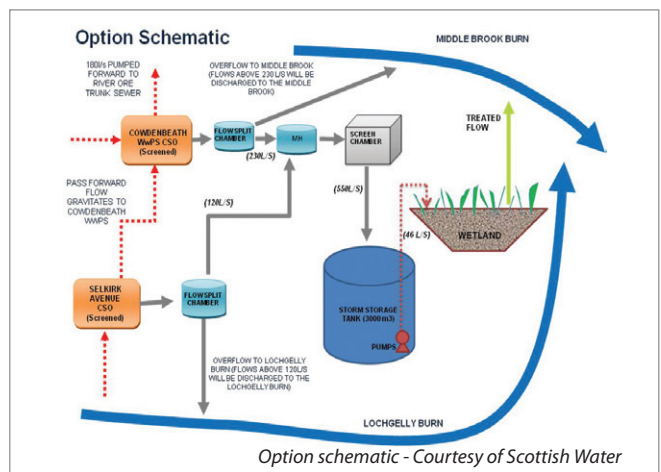 Option Schematic
180l/s PUMPED
FORWARD TO
RIVER ORE
TRUNK SEWER
OVERFLOW TO MIDDLE BROOK
(FLOWS ABOVE 230 L/S WILL BE
DISCHARGED TO THE MIDDLE
BROOK)
MIDDLE BROOK BURN
COWDENBEATH
WwPS CSO
(Screened)
FLOWSPLIT
CHAMBER
(230L/S)
MH
SCREEN
CHAMBER
TREATED
FLOW
PASS FORWARD
FLOW
GRAVITATES TO
COWDENBEATH
WWPS
(120L/S)
(550L/S)
(46 L/S)
WETLAND
SELKIRK
AVENUE
CSO
(Screened)
FLOWSPLIT
CHAMBER
STORM STORAGE
TANK (3000m3)
PUMPS
OVERFLOW TO LOCHGELLY
BURN (FLOWS ABOVE 120L/S
WILL BE DISCHARGED TO THE
LOCHGELLY BURN)
LOCHGELLY BURN
Option schematic - Courtesy of Scottish Water